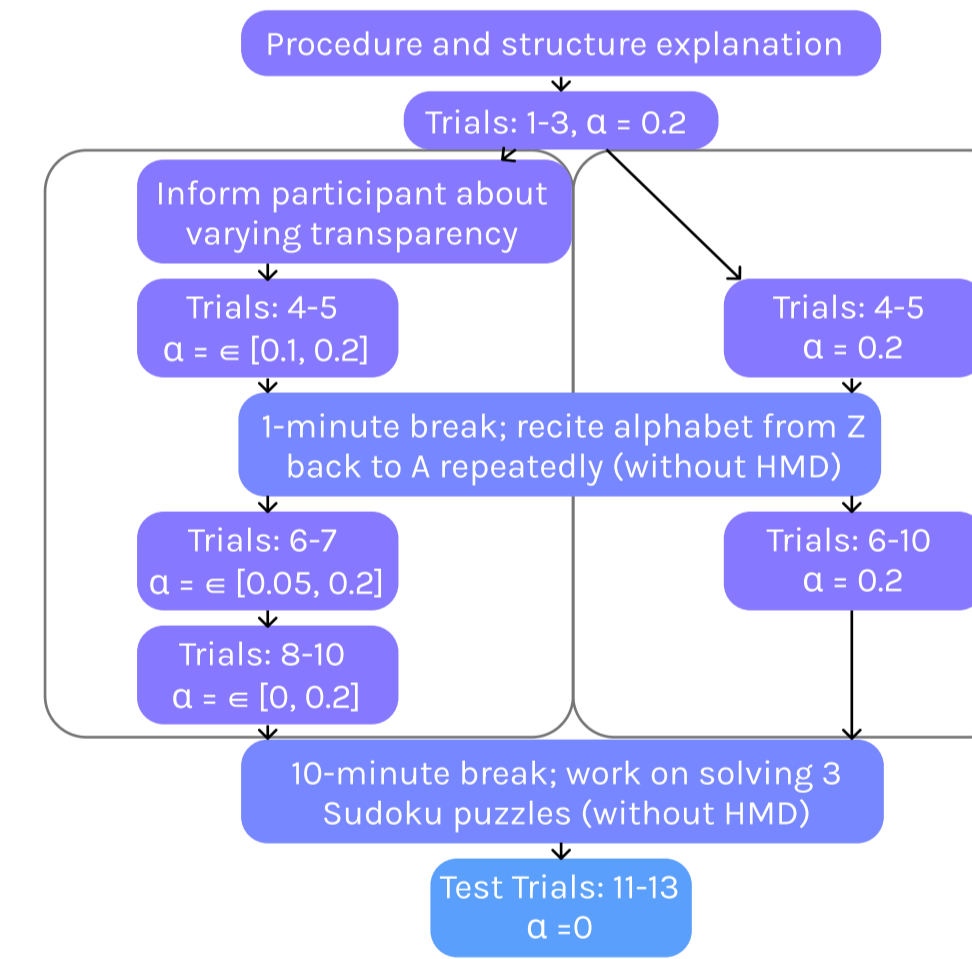 Procedure and structure explanation
Trials: 1-3, α = 0.2
Inform participant about
varying transparency
Trials: 4-5
α = ∈ [0.1, 0.2]
Trials: 4-5
α = 0.2
1-minute break; recite alphabet from Z
back to A repeatedly (without HMD)
Trials: 6-7
α = ∈ [0.05, 0.2]
Trials: 6-10
α = 0.2
Trials: 8-10
α = ∈ [0, 0.2]
10-minute break; work on solving 3
Sudoku puzzles (without HMD)
Test Trials: 11-13
α =0